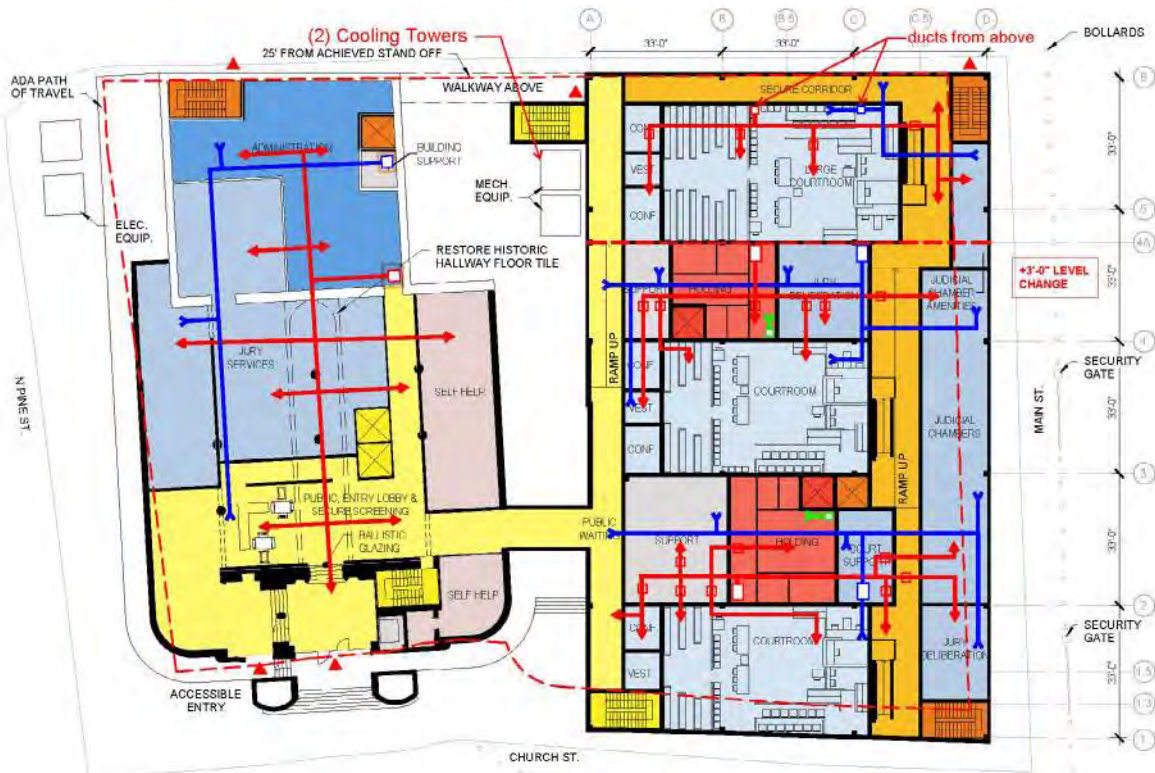 A
B
(B.5)
C
(C.5)
D
(2) Cooling Towers
ducts from above
BOLLARDS
25' FROM ACHIEVED STAND OFF
33'-0"
33'-0"
ADA PATH
OF TRAVEL
WALKWAY ABOVE
SECURE CORRIDOR
6
ADMINISTRATION
BUILDING
SUPPORT
CONF
VEST
CONF
LARGE
COURTROOM
33'-0"
MECH.
EQUIP.
ELEC.
EQUIP.
5
RESTORE HISTORIC
HALLWAY FLOOR TILE
4A
SUPPORT
HOLDING
JURY
DELIBERATION
JUDICIAL
CHAMBER
AMENITIES
+3'-0" LEVEL
CHANGE
33'-0"
4
JURY
SERVICES
SELF HELP
RAMP UP
CONF
VEST
CONF
COURTROOM
JUDICIAL
CHAMBERS
SECURITY
GATE
N PINE ST.
MAIN ST.
33'-0"
3
RAMP UP
PUBLIC, ENTRY LOBBY &
SECURE SCREENING
BALLISTIC
GLAZING
PUBLIC
WAITING
SUPPORT
HOLDING
COURT
SUPPORT
33'-0"
SELF HELP
2
CONF
VEST
COURTROOM
JURY
DELIBERATION
SECURITY
GATE
33'-0"
1.5
1.3
1
ACCESSIBLE
ENTRY
CHURCH ST.